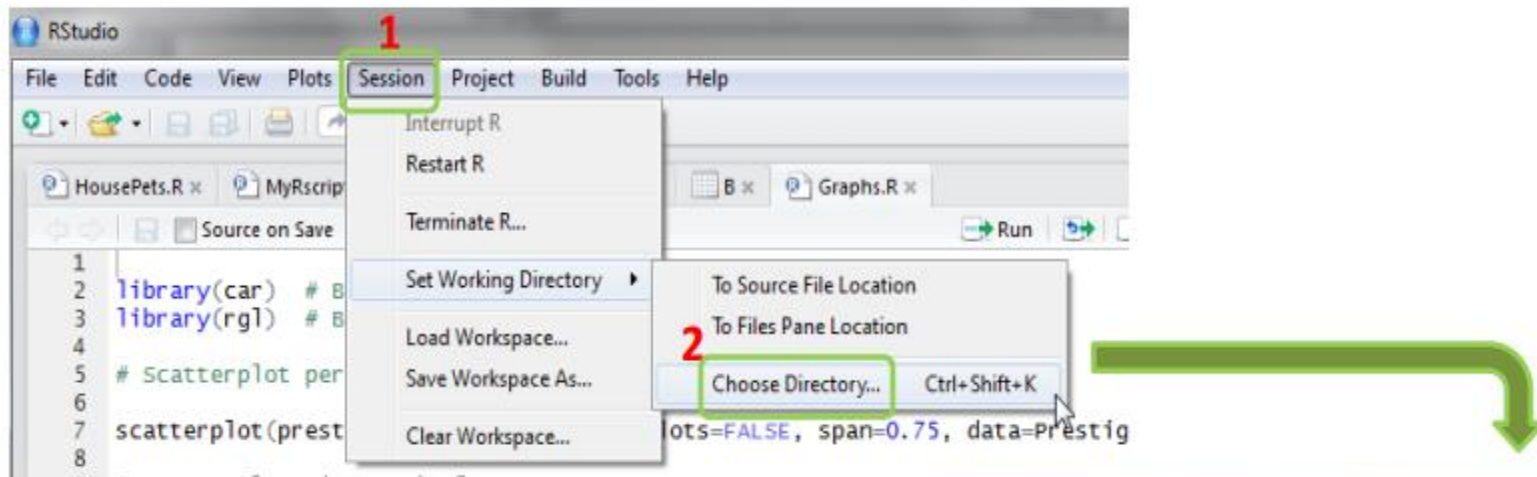 RStudio
1
File Edit Code View Plots Session Project Build Tools Help
Interrupt R
Restart R
HousePets.R × MyRscrip B × Graphs.R ×
Source on Save Terminate R... Run
1
Set Working Directory To Source File Location
2 library(car) # B
3 library(rgl) # B To Files Pane Location
4 Load Workspace... 2
5 # Scatterplot per Save Workspace As... Choose Directory... Ctrl+Shift+K
6
7 scatterplot(prest Clear Workspace... lots=FALSE, span=0.75, data=Prestig
8